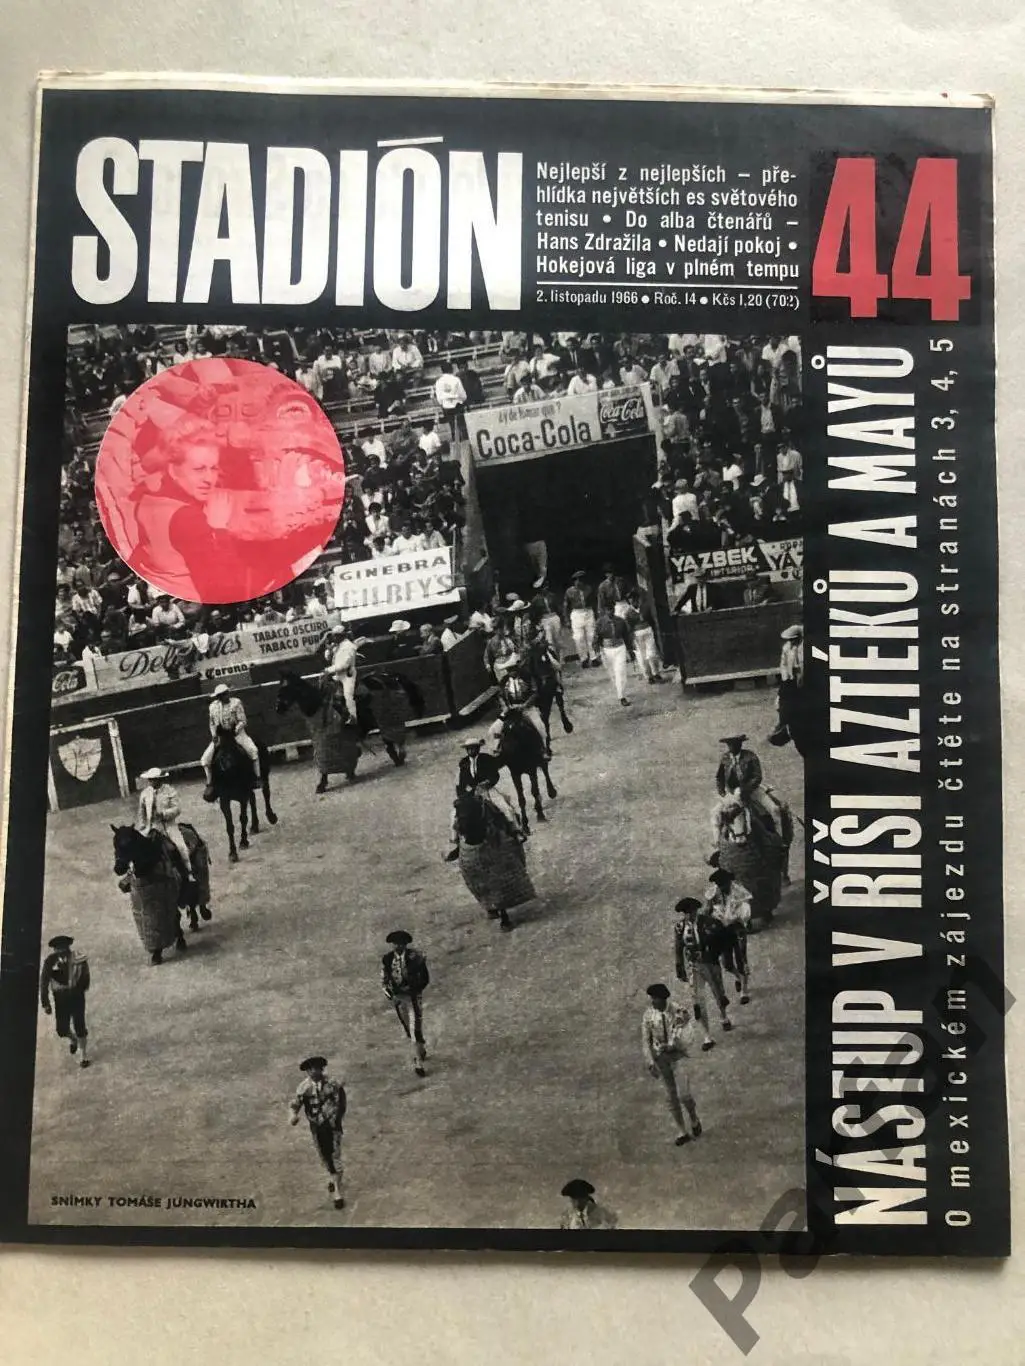 STADIÓN
Nejlepší z nejlepších – pře-
hlídka největších es světového
tenisu • Do alba čtenářů –
Hans Zdražila • Nedají pokoj •
Hokejová liga v plném tempu
2. listopadu 1966 ● Roč. 14 ● Kčs 1,20 (702)
44
NÁSTUP V ŘÍŠI AZTÉKŮ A MAYŮ
O mexickém zájezdu čtěte na stranách 3, 4, 5
Coca-Cola
Coca-Cola
GINEBRA
GILBEY'S
YAZBEK
INTERIOR
TABACO OSCURO
TABACO
Cola
SNÍMKY TOMÁŠE JUNGWIRTHA